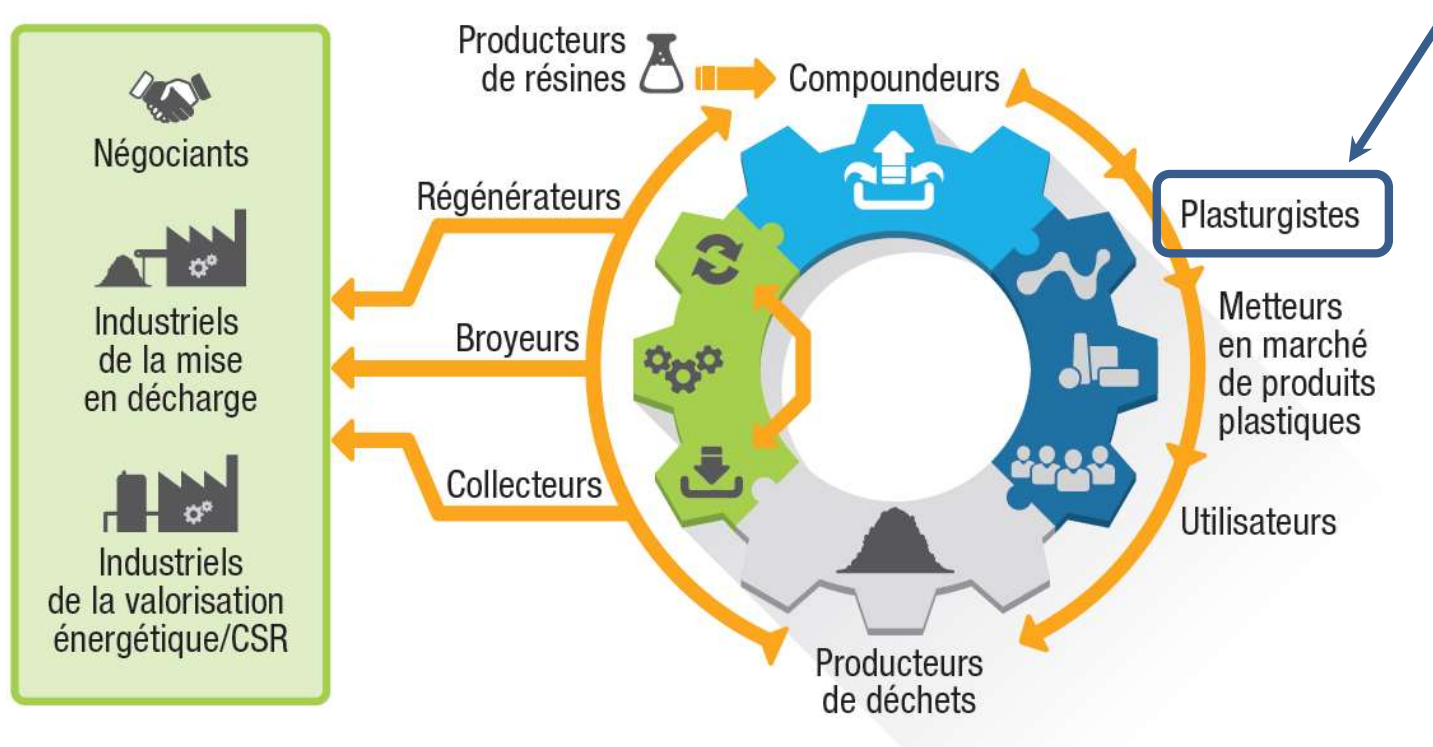 Négociants
Industriels
de la mise
en décharge
Industriels
de la valorisation
énergétique/CSR
Producteurs
de résines
Compoundeurs
Plasturgistes
Metteurs
en marché
de produits
plastiques
Utilisateurs
Producteurs
de déchets
Collecteurs
Broyeurs
Régénérateurs